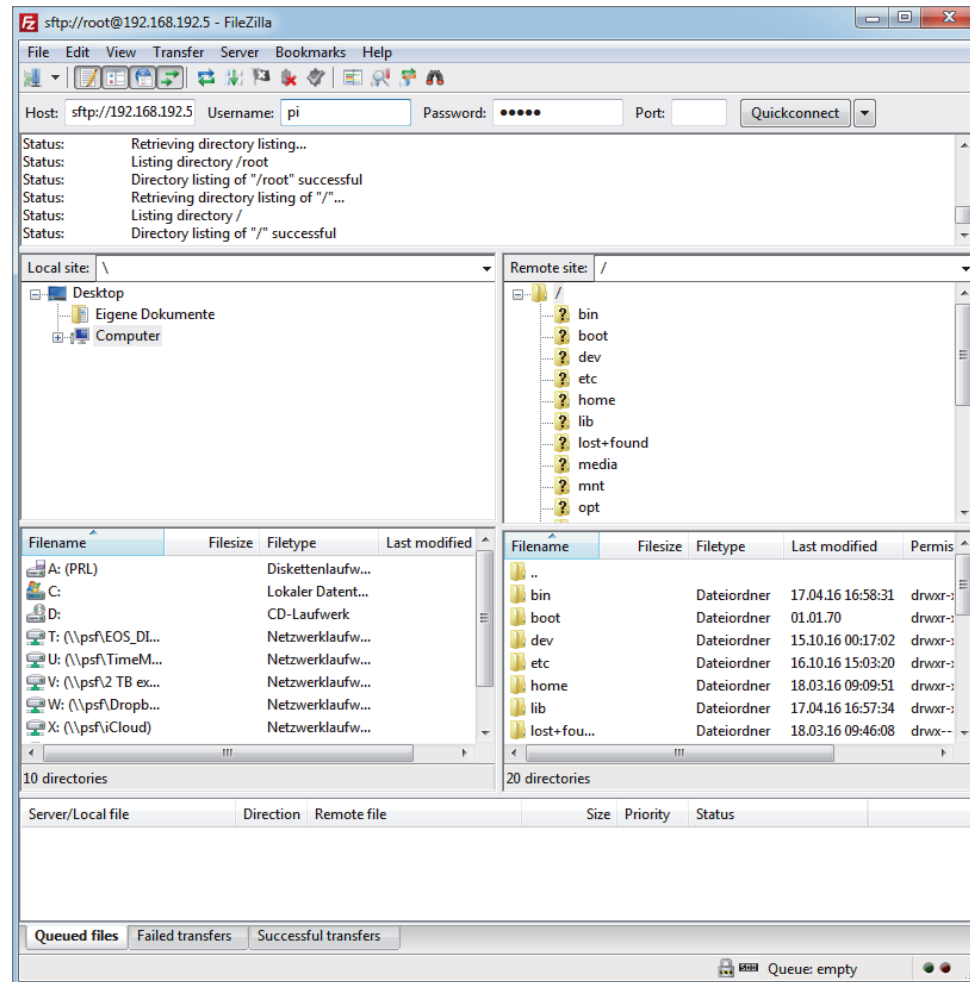 sftp://root@192.168.192.5 - FileZilla
File Edit View Transfer Server Bookmarks Help
Host: sftp://192.168.192.5 Username: pi Password: ●●●●● Port: Quickconnect
Status: Retrieving directory listing...
Status: Listing directory /root
Status: Directory listing of "/root" successful
Status: Retrieving directory listing of "/"...
Status: Listing directory /
Status: Directory listing of "/" successful
Local site: \
Desktop
Eigene Dokumente
Computer
Remote site: /
/
bin
boot
dev
etc
home
lib
lost+found
media
mnt
opt
Filename Filesize Filetype Last modified
A: (PRL) Diskettenlaufw...
C: Lokaler Datent...
D: CD-Laufwerk
T: (\\psf\EOS_DI... Netzwerklaufw...
U: (\\psf\TimeM... Netzwerklaufw...
V: (\\psf\2 TB ex... Netzwerklaufw...
W: (\\psf\Dropb... Netzwerklaufw...
X: (\\psf\iCloud) Netzwerklaufw...
10 directories
Filename Filesize Filetype Last modified Permis
..
bin Dateiordner 17.04.16 16:58:31 drwxr-x
boot Dateiordner 01.01.70 drwxr-x
dev Dateiordner 15.10.16 00:17:02 drwxr-x
etc Dateiordner 16.10.16 15:03:20 drwxr-x
home Dateiordner 18.03.16 09:09:51 drwxr-x
lib Dateiordner 17.04.16 16:57:34 drwxr-x
lost+fou... Dateiordner 18.03.16 09:46:08 drwx--
20 directories
Server/Local file Direction Remote file Size Priority Status
Queued files Failed transfers Successful transfers
Queue: empty